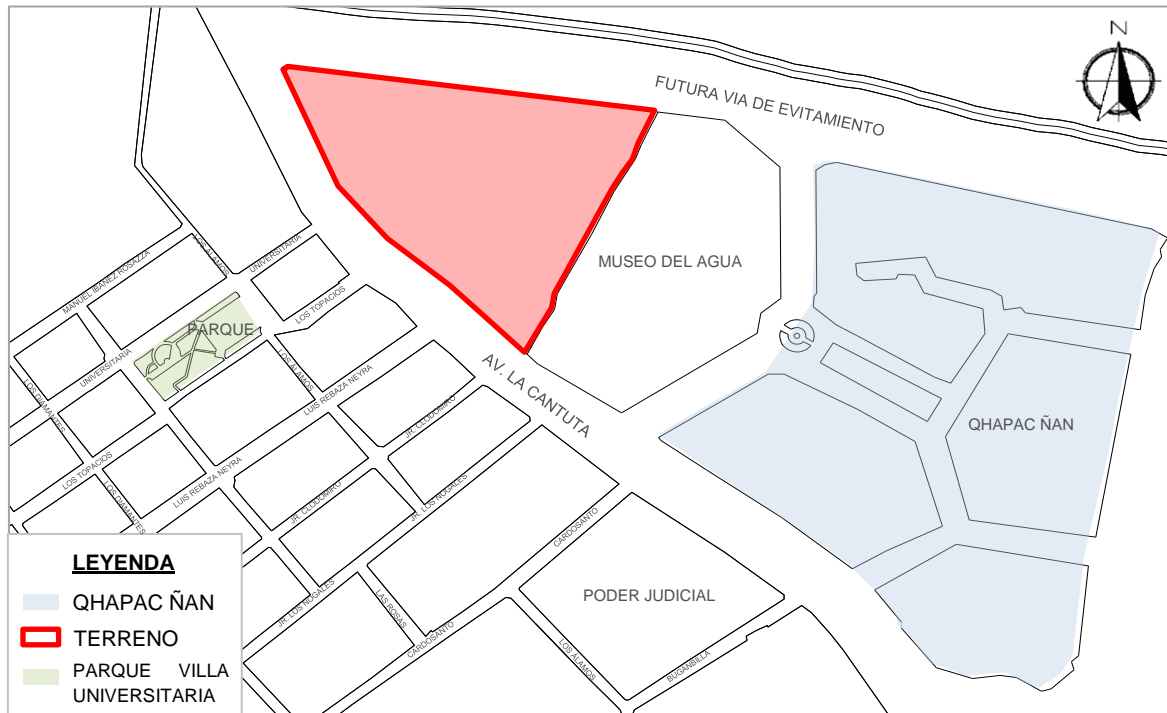 N
FUTURA VIA DE EVITAMIENTO
MUSEO DEL AGUA
LOS ALAMOS
UNIVERSITARIA
MANUEL IBAÑEZ ROSAZZA
LOS TOPACIOS
PARQUE
UNIVERSITARIA
LOS ALAMOS
LUIS REBAZA NEYRA
AV. LA CANTUTA
LOS DIAMANTES
JR. CLODOMIRO
QHAPAC ÑAN
LOS TOPACIOS
LUIS REBAZA NEYRA
LOS DIAMANTES
JR. CLODOMIRO
JR. LOS NOGALES
CARDOSANTO
PODER JUDICIAL
JR. LOS NOGALES
LAS ROSAS
CARDOSANTO
LOS ALAMOS
BUGANBILLA
LEYENDA
QHAPAC ÑAN
TERRENO
PARQUE VILLA
UNIVERSITARIA